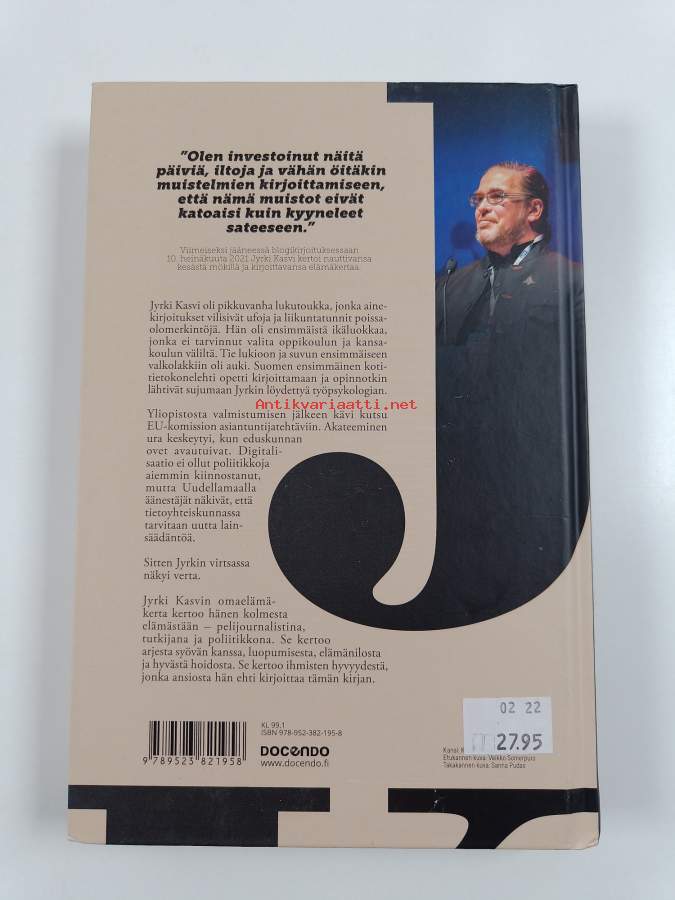 ”Olen investoinut näitä
päiviä, iltoja ja vähän öitäkin
muistelmien kirjoittamiseen,
että nämä muistot eivät
katoaisi kuin kyyneleet
sateeseen.”
Viimeiseksi jääneessä blogikirjoituksessaan
10. heinäkuuta 2021 Jyrki Kasvi kertoi nauttivansa
kesästä mökillä ja kirjoittavansa elämäkertaa.
Jyrki Kasvi oli pikkuvanha lukutoukka, jonka aine-
kirjoitukset vilisivät ufoja ja liikuntatunnit poissa-
olomerkintöjä. Hän oli ensimmäistä ikäluokkaa,
jonka ei tarvinnut valita oppikoulun ja kansa-
koulun väliltä. Tie lukioon ja suvun ensimmäiseen
valkolakkiin oli auki. Suomen ensimmäinen koti-
tietokonelehti opetti kirjoittamaan ja opinnotkin
lähtivät sujumaan Jyrkin löydettyä työpsykologian.
Antikvariaatti.net
Yliopistosta valmistumisen jälkeen kävi kutsu
EU-komission asiantuntijatehtäviin. Akateeminen
ura keskeytyi, kun eduskunnan
ovet avautuivat. Digitali-
saatio ei ollut poliitikkoja
aiemmin kiinnostanut,
mutta Uudellamaalla
äänestäjät näkivät, että
tietoyhteiskunnassa
tarvitaan uutta lain-
säädäntöä.
Sitten Jyrkin virtsassa
näkyi verta.
Jyrki Kasvin omaelämä-
kerta kertoo hänen kolmesta
elämästään – pelijournalistina,
tutkijana ja poliitikkona. Se kertoo
arjesta syövän kanssa, luopumisesta, elämänilosta
ja hyvästä hoidosta. Se kertoo ihmisten hyvyydestä,
jonka ansiosta hän ehti kirjoittaa tämän kirjan.
KL 99.1
ISBN 978-952-382-195-8
DOCENDO
www.docendo.fi
9 789523 821958
02 22
27.95
Kansi:
Etukannen kuva: Veikko Somerpuro
Takakannen kuva: Sanna Pudas